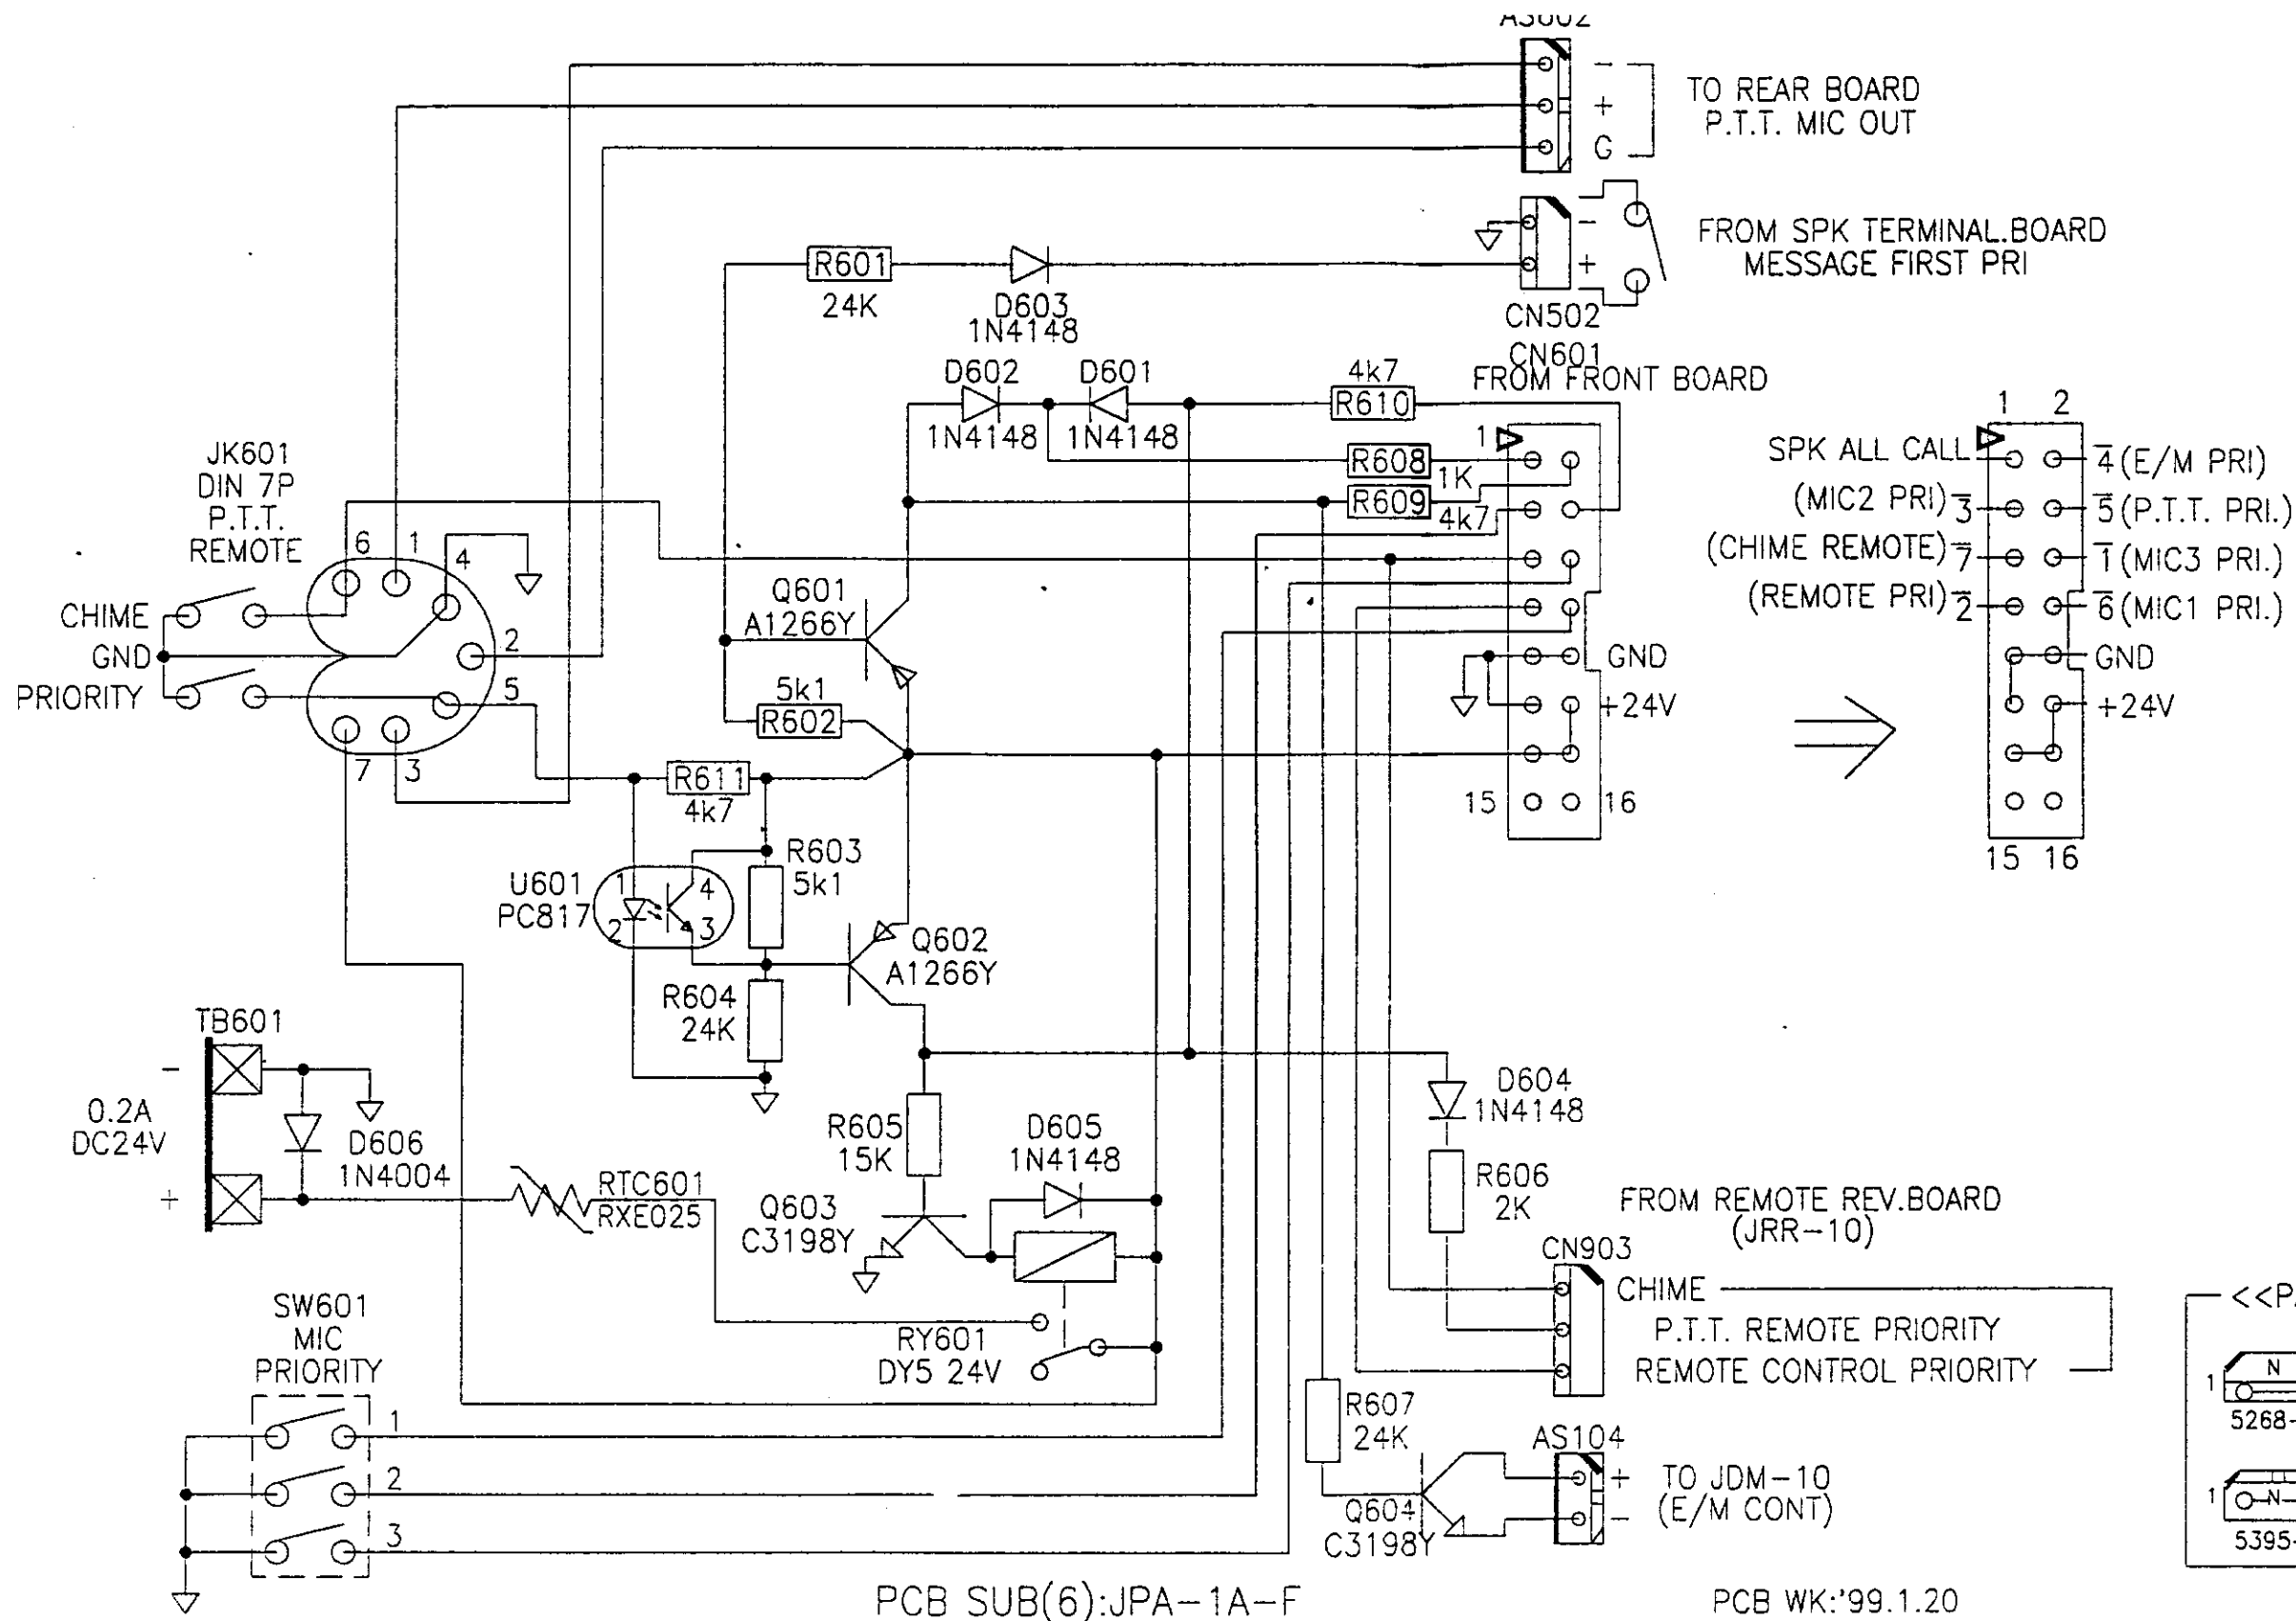 -
+
G
TO REAR BOARD
P.T.T. MIC OUT
-
+
FROM SPK TERMINAL.BOARD
MESSAGE FIRST PRI
CN502
R601
24K
D603
1N4148
CN601
FROM FRONT BOARD
D602
1N4148
D601
1N4148
4k7
R610
R608
1K
R609
4k7
1
GND
+24V
15
16
1 2
SPK ALL CALL
4̅(E/M PRI)
(MIC2 PRI)3̅
5̅(P.T.T. PRI.)
(CHIME REMOTE)7̅
1̅(MIC3 PRI.)
(REMOTE PRI)2̅
6̅(MIC1 PRI.)
GND
+24V
15 16
JK601
DIN 7P
P.T.T.
REMOTE
6
1
4
2
5
7
3
CHIME
GND
PRIORITY
Q601
A1266Y
5k1
R602
R611
4k7
R603
5k1
U601
PC817
1
4
2
3
Q602
A1266Y
R604
24K
TB601
-
0.2A
DC24V
+
D606
1N4004
RTC601
RXE025
R605
15K
D605
1N4148
Q603
C3198Y
RY601
DY5 24V
D604
1N4148
R606
2K
FROM REMOTE REV.BOARD
(JRR-10)
CN903
CHIME
P.T.T. REMOTE PRIORITY
REMOTE CONTROL PRIORITY
SW601
MIC
PRIORITY
1
2
3
R607
24K
Q604
C3198Y
AS104
+
-
TO JDM-10
(E/M CONT)
<<P
N
1
5268-
1
N
5395-
PCB SUB(6):JPA-1A-F
PCB WK:'99.1.20